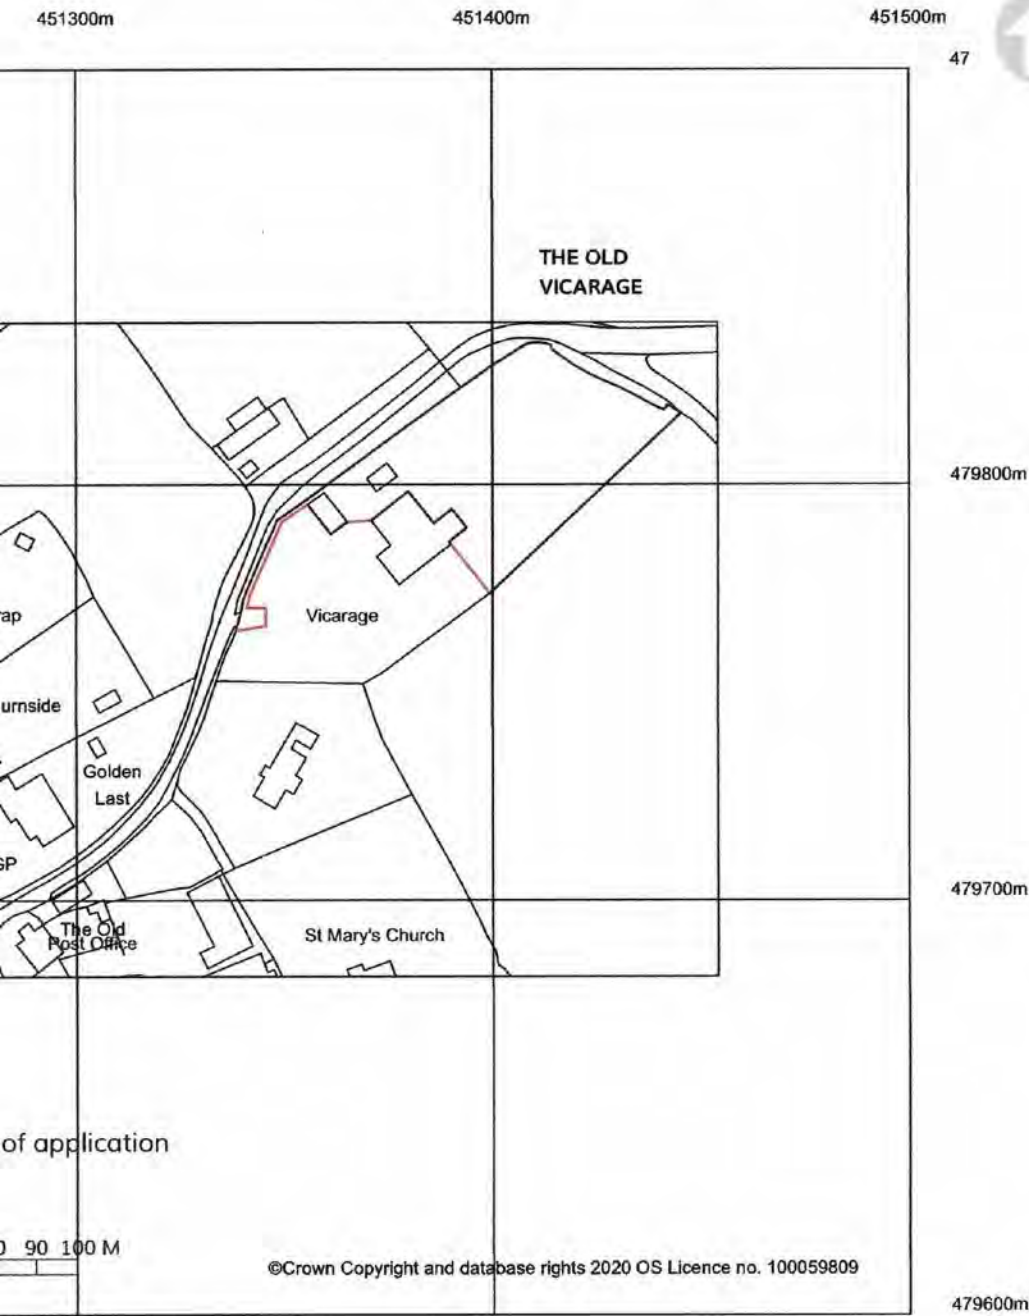 451300m
451400m
451500m
47
THE OLD
VICARAGE
479800m
rap
Vicarage
urnside
Golden
Last
GP
479700m
The Old
Post Office
St Mary's Church
of application
0 90 100 M
©Crown Copyright and database rights 2020 OS Licence no. 100059809
479600m